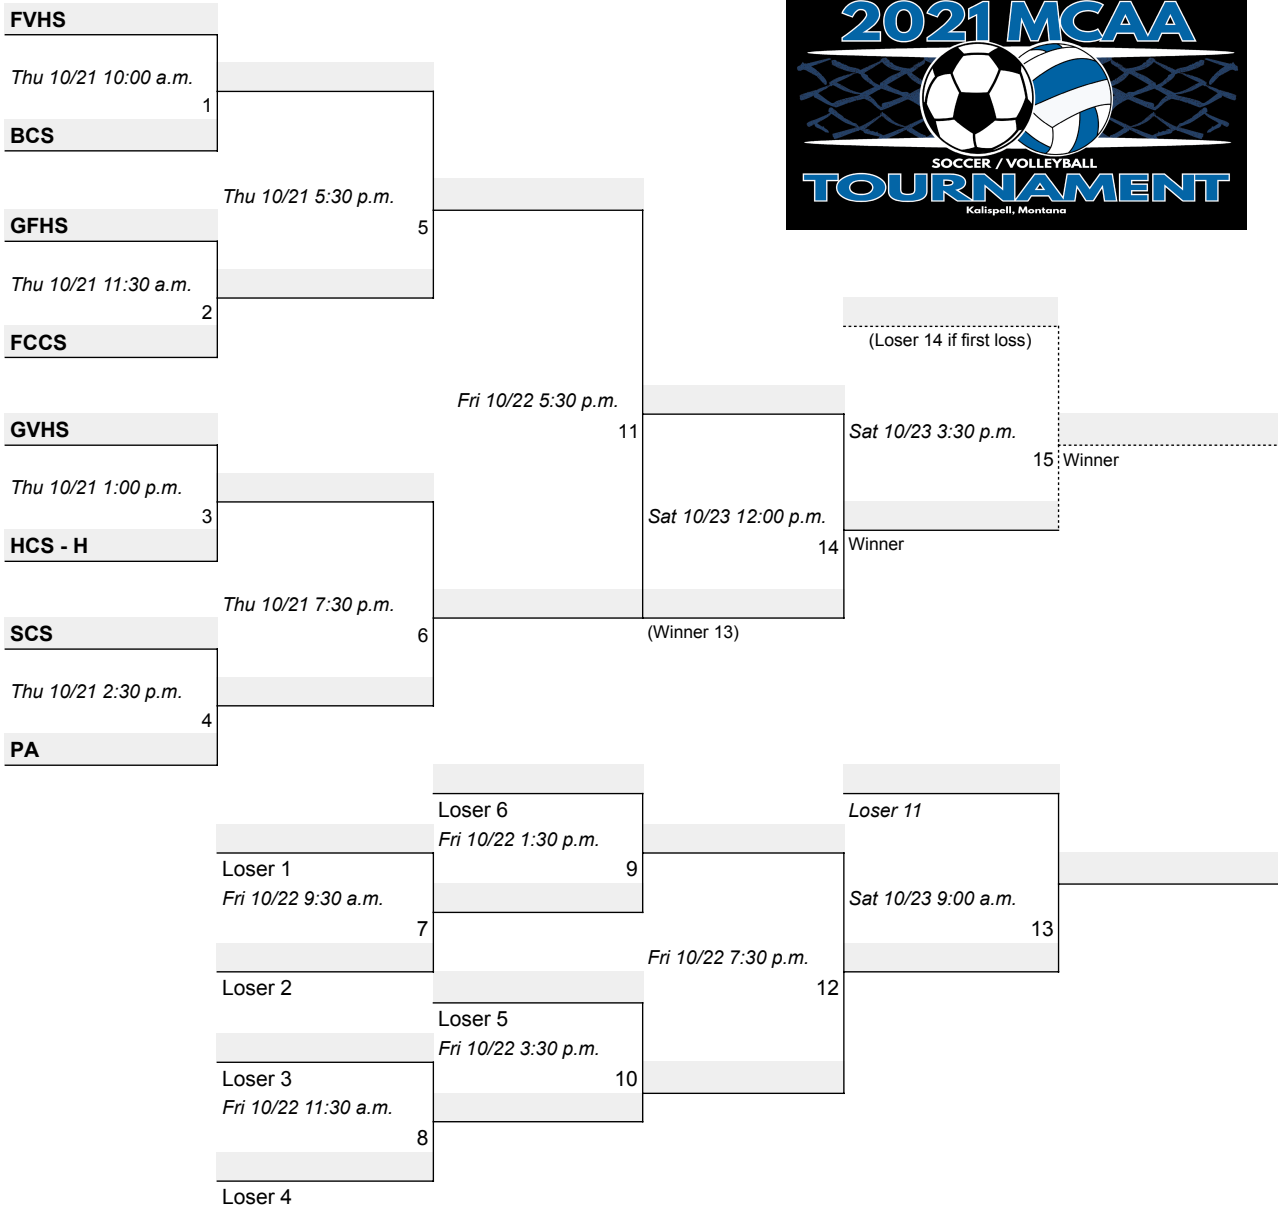 FVHS
2021 MCAA
Thu 10/21 10:00 a.m.
1
BCS
SOCCER / VOLLEYBALL
TOURNAMENT
Kalispell, Montana
Thu 10/21 5:30 p.m.
5
GFHS
Thu 10/21 11:30 a.m.
2
FCCS
(Loser 14 if first loss)
Fri 10/22 5:30 p.m.
11
GVHS
Sat 10/23 3:30 p.m.
15 Winner
Thu 10/21 1:00 p.m.
3
HCS - H
Sat 10/23 12:00 p.m.
14 Winner
Thu 10/21 7:30 p.m.
6
SCS
(Winner 13)
Thu 10/21 2:30 p.m.
4
PA
Loser 6
Fri 10/22 1:30 p.m.
9
Loser 11
Loser 1
Fri 10/22 9:30 a.m.
7
Sat 10/23 9:00 a.m.
13
Fri 10/22 7:30 p.m.
12
Loser 2
Loser 5
Fri 10/22 3:30 p.m.
10
Loser 3
Fri 10/22 11:30 a.m.
8
Loser 4